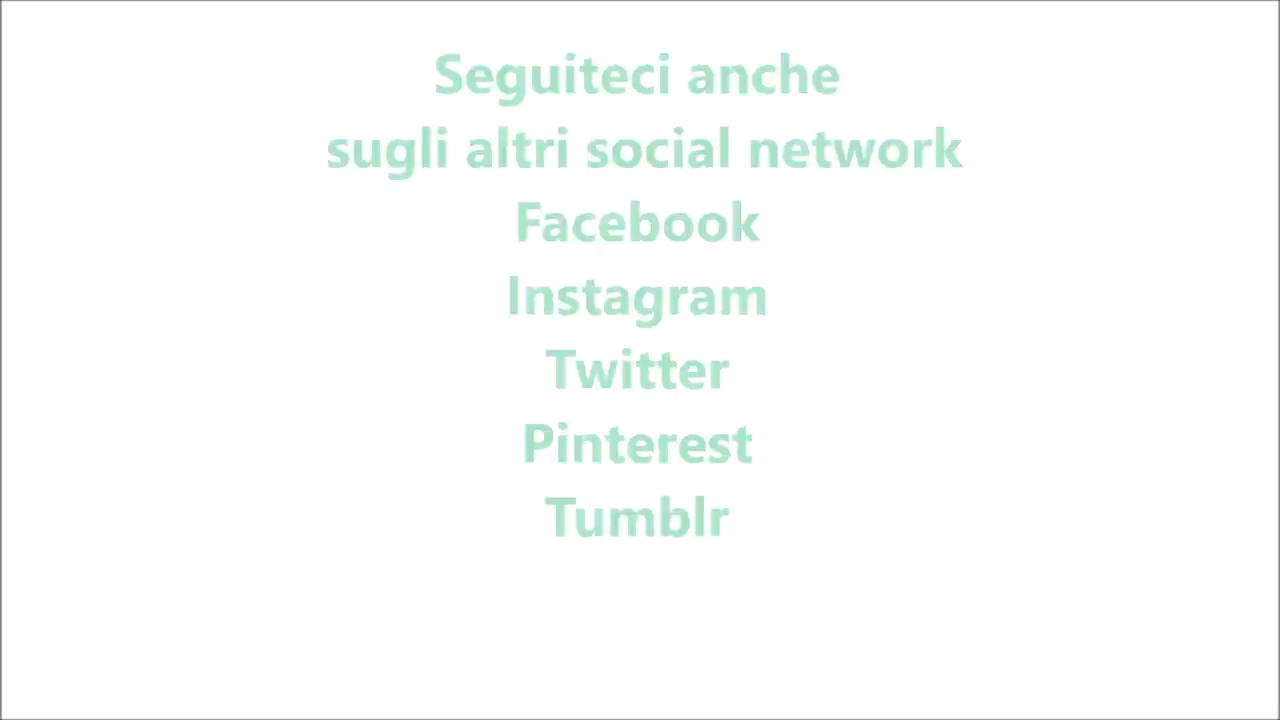 Seguiteci anche
sugli altri social network
Facebook
Instagram
Twitter
Pinterest
Tumblr